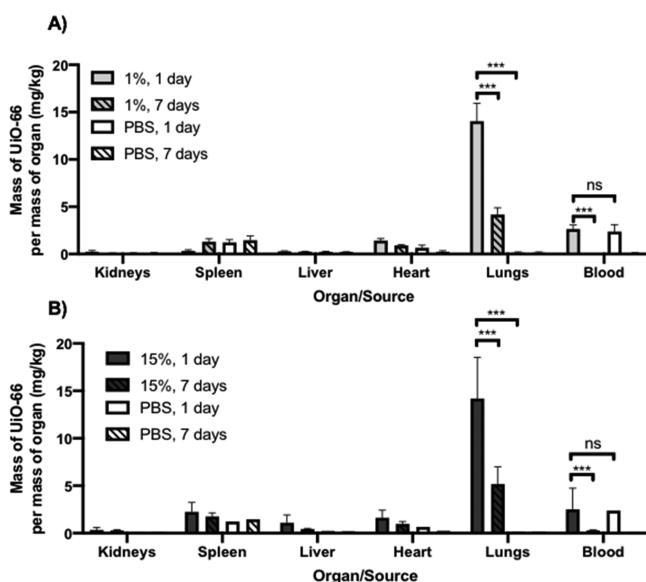 A)
Mass of UiO-66
per mass of organ (mg/kg)
20
15
10
5
0
1%, 1 day
1%, 7 days
PBS, 1 day
PBS, 7 days
***
***
ns
***
Kidneys Spleen Liver Heart Lungs Blood
Organ/Source
B)
Mass of UiO-66
per mass of organ (mg/kg)
20
15
10
5
0
15%, 1 day
15%, 7 days
PBS, 1 day
PBS, 7 days
***
***
ns
***
Kidneys Spleen Liver Heart Lungs Blood
Organ/Source